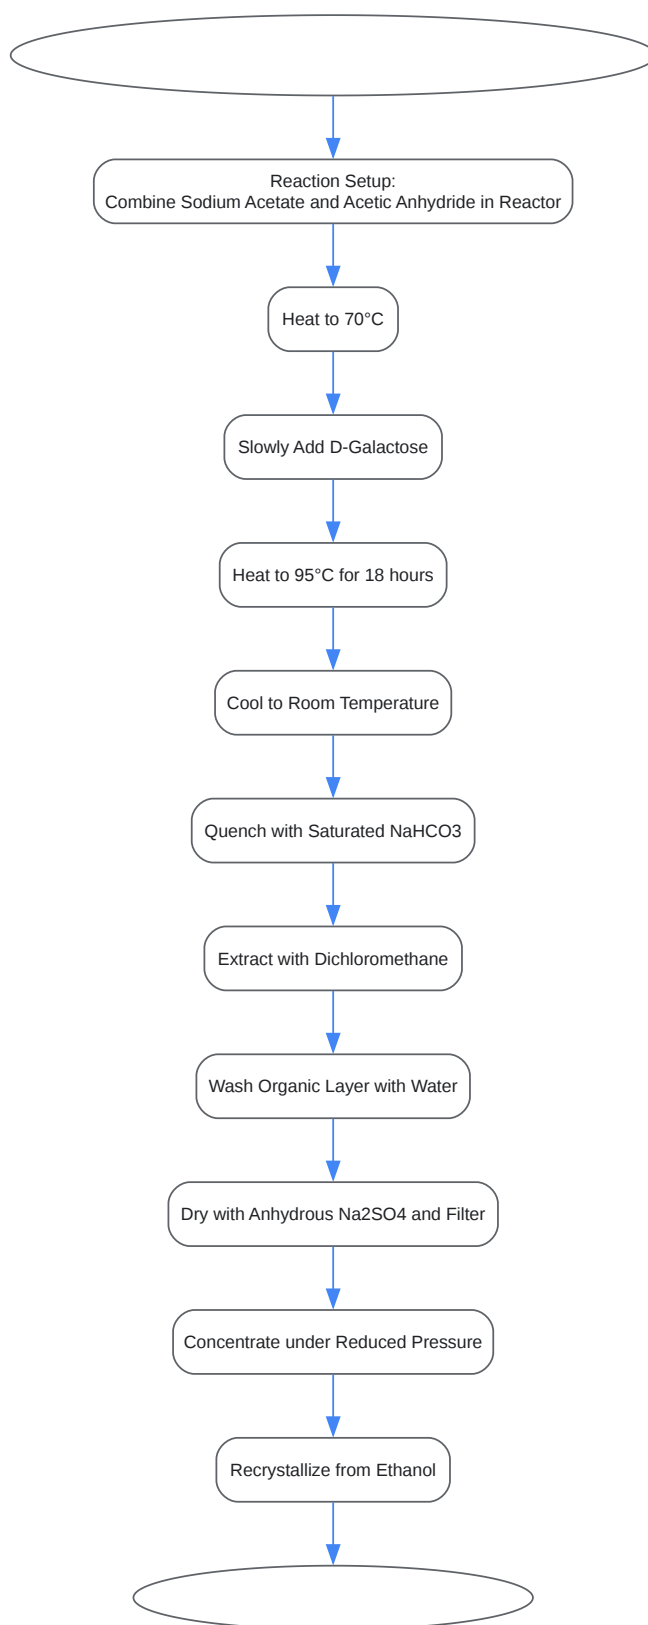 Reaction Setup:
Combine Sodium Acetate and Acetic Anhydride in Reactor
Heat to 70°C
Slowly Add D-Galactose
Heat to 95°C for 18 hours
Cool to Room Temperature
Quench with Saturated NaHCO3
Extract with Dichloromethane
Wash Organic Layer with Water
Dry with Anhydrous Na2SO4 and Filter
Concentrate under Reduced Pressure
Recrystallize from Ethanol